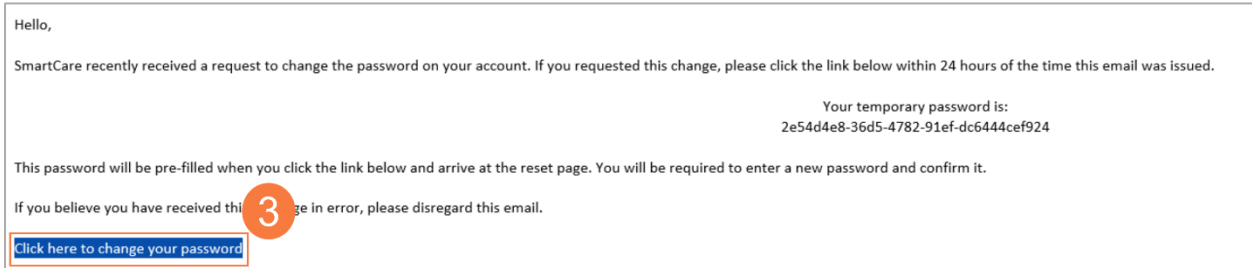 Hello,
SmartCare recently received a request to change the password on your account. If you requested this change, please click the link below within 24 hours of the time this email was issued.
Your temporary password is:
2e54d4e8-36d5-4782-91ef-dc6444cef924
This password will be pre-filled when you click the link below and arrive at the reset page. You will be required to enter a new password and confirm it.
If you believe you have received thi 3 ge in error, please disregard this email.
Click here to change your password